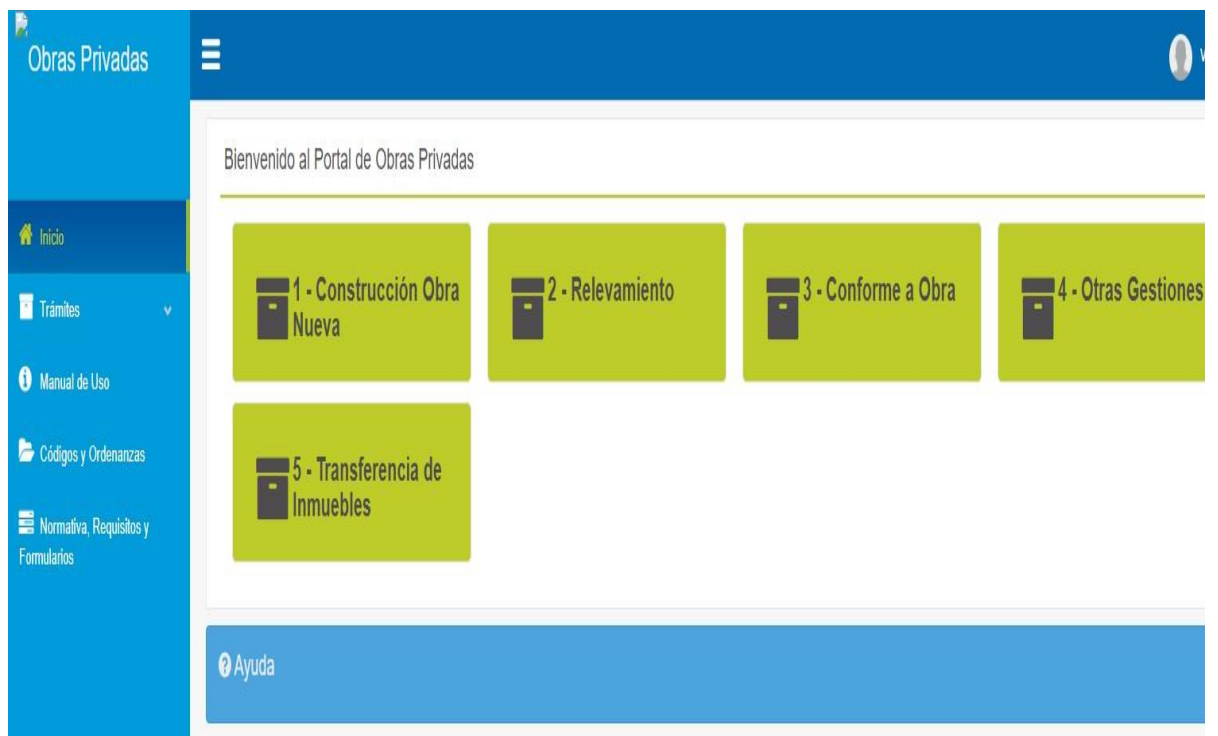 Obras Privadas
Bienvenido al Portal de Obras Privadas
Inicio
Trámites
Manual de Uso
Códigos y Ordenanzas
Normativa, Requisitos y
Formularios
1 - Construcción Obra
Nueva
2 - Relevamiento
3 - Conforme a Obra
4 - Otras Gestiones
5 - Transferencia de
Inmuebles
Ayuda